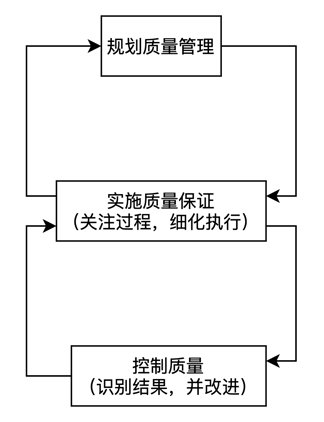 规划质量管理
实施质量保证
（关注过程，细化执行）
控制质量
（识别结果，并改进）